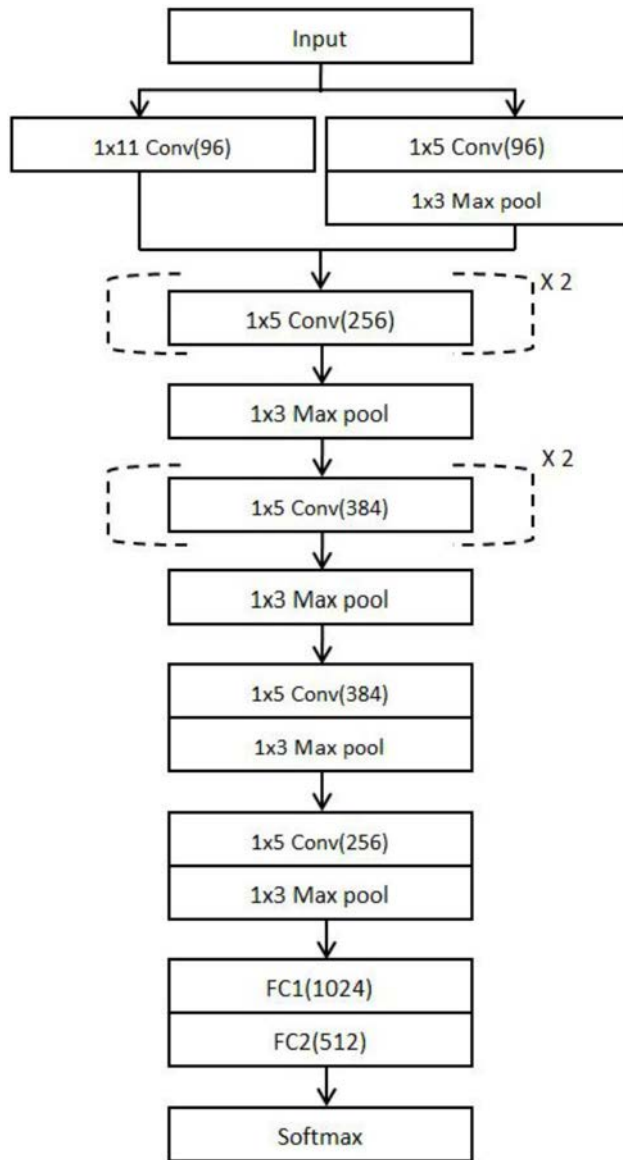 Input
1x11 Conv(96)
1x5 Conv(96)
1x3 Max pool
X 2
1x5 Conv(256)
1x3 Max pool
X 2
1x5 Conv(384)
1x3 Max pool
1x5 Conv(384)
1x3 Max pool
1x5 Conv(256)
1x3 Max pool
FC1(1024)
FC2(512)
Softmax